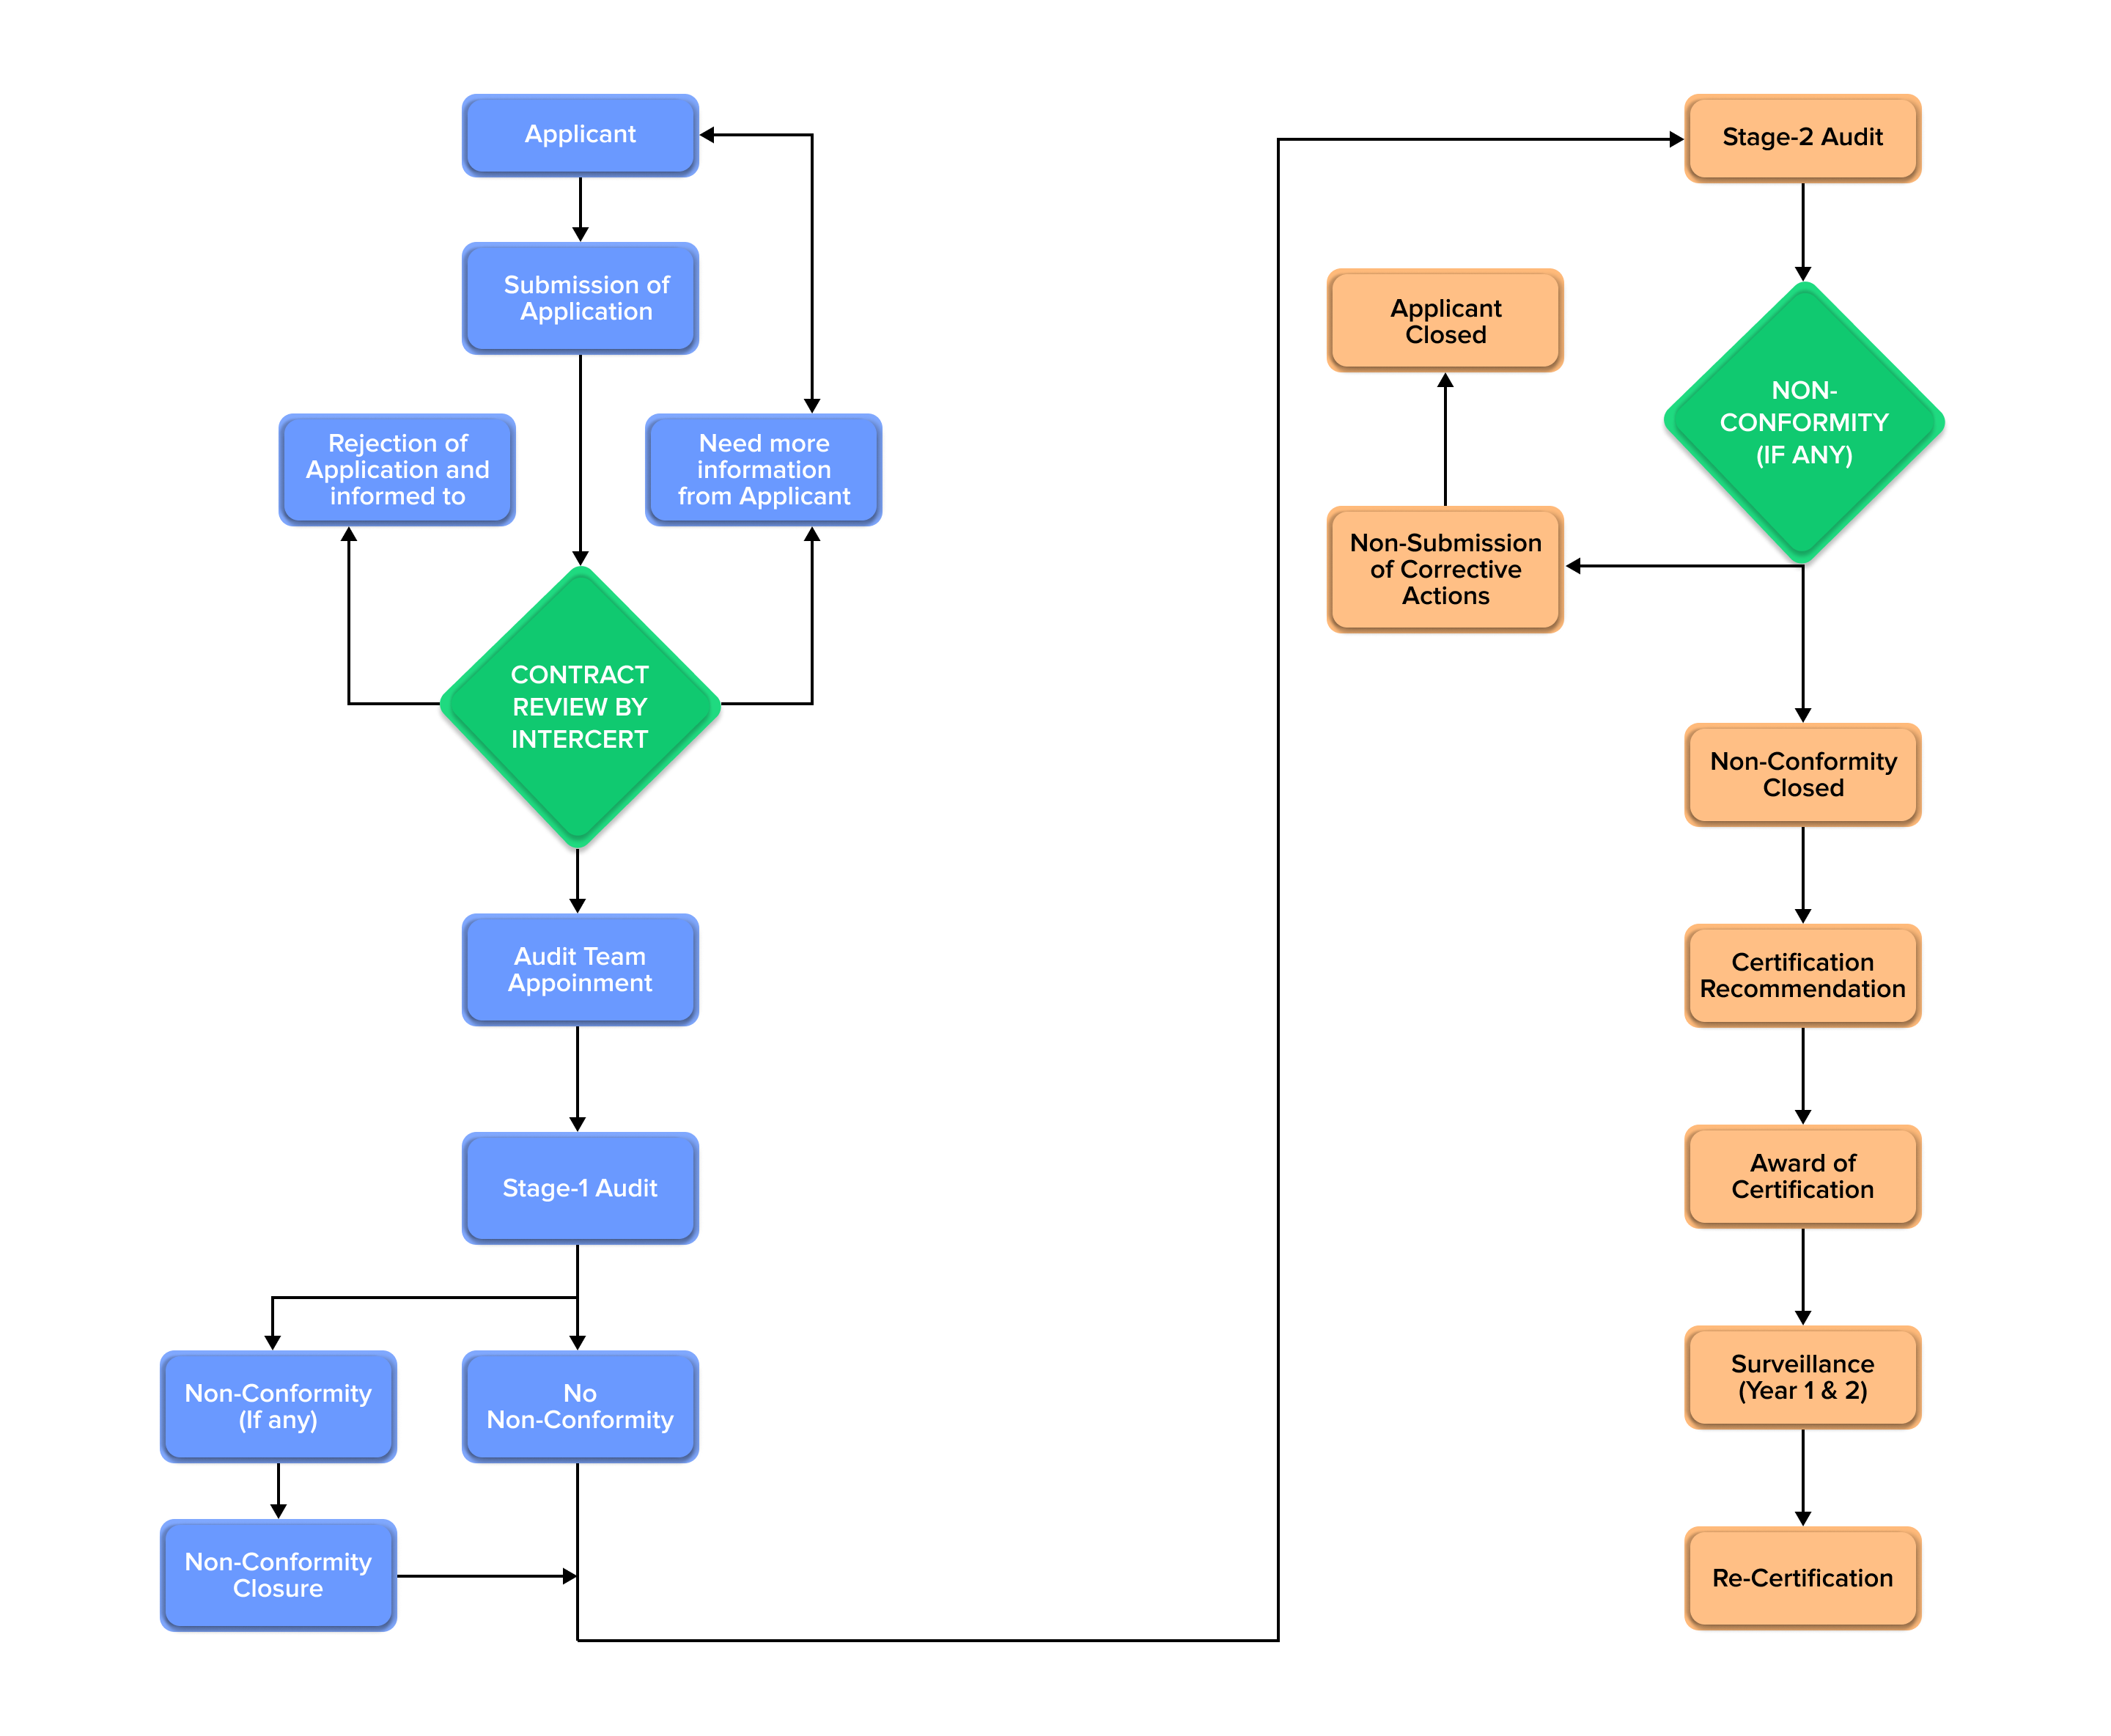 Applicant
Submission of
Application
Rejection of
Application and
informed to
Need more
information
from Applicant
CONTRACT
REVIEW BY
INTERCERT
Audit Team
Appoinment
Stage-1 Audit
Non-Conformity
(If any)
No
Non-Conformity
Non-Conformity
Closure
Stage-2 Audit
Applicant
Closed
NON-
CONFORMITY
(IF ANY)
Non-Submission
of Corrective
Actions
Non-Conformity
Closed
Certification
Recommendation
Award of
Certification
Surveillance
(Year 1 & 2)
Re-Certification